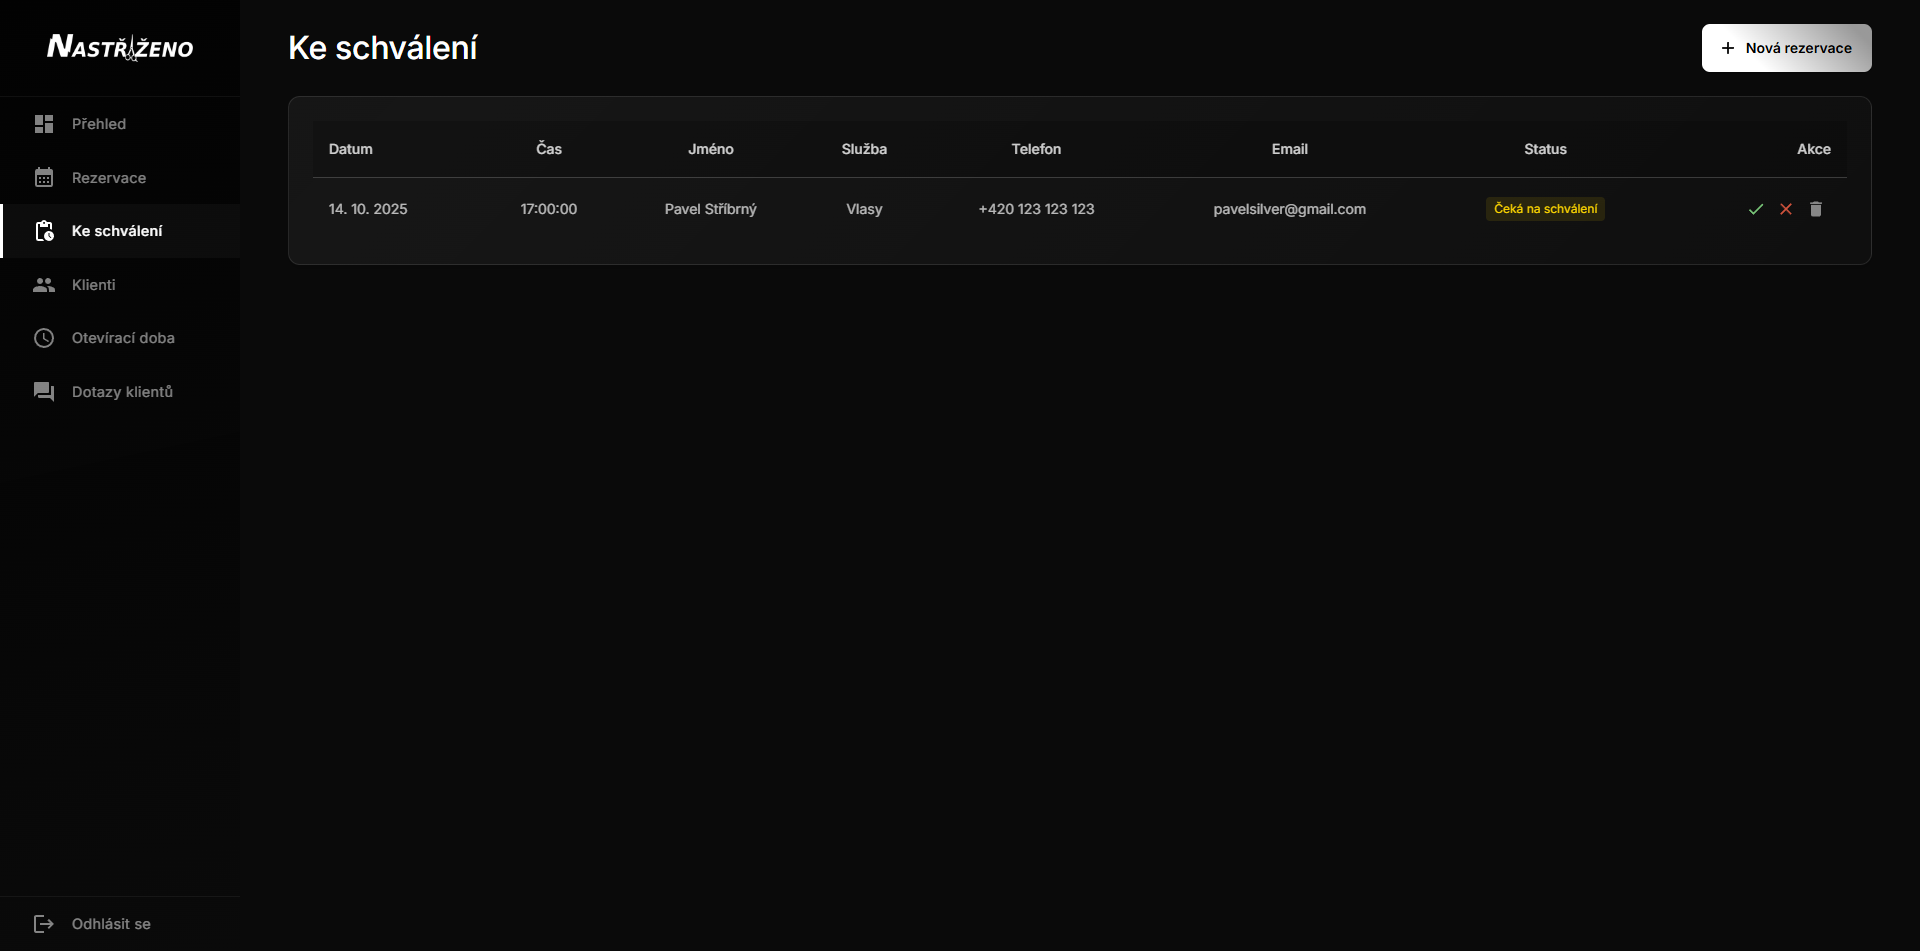 NASTŘIŽENO
Ke schválení
Nová rezervace
Přehled
Rezervace
Ke schválení
Klienti
Otevírací doba
Dotazy klientů
Datum Čas Jméno Služba Telefon Email Status Akce
14. 10. 2025 17:00:00 Pavel Stříbrný Vlasy +420 123 123 123 pavelsilver@gmail.com Čeká na schválení
Odhlásit se